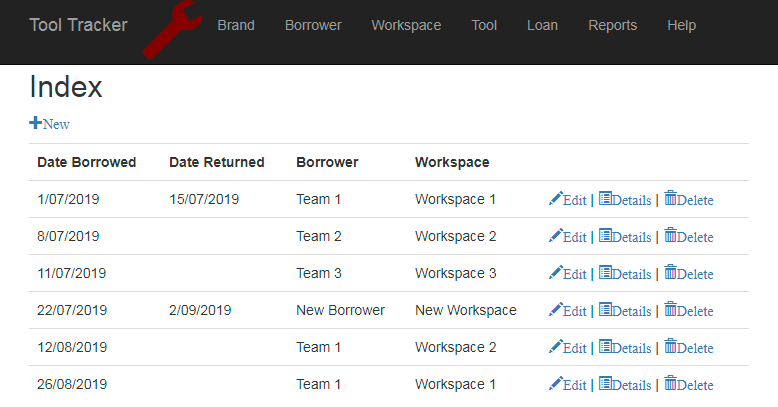 Tool Tracker Brand Borrower Workspace Tool Loan Reports Help
Index
New
Date Borrowed Date Returned Borrower Workspace
1/07/2019 15/07/2019 Team 1 Workspace 1 Edit | Details | Delete
8/07/2019 Team 2 Workspace 2 Edit | Details | Delete
11/07/2019 Team 3 Workspace 3 Edit | Details | Delete
22/07/2019 2/09/2019 New Borrower New Workspace Edit | Details | Delete
12/08/2019 Team 1 Workspace 2 Edit | Details | Delete
26/08/2019 Team 1 Workspace 1 Edit | Details | Delete